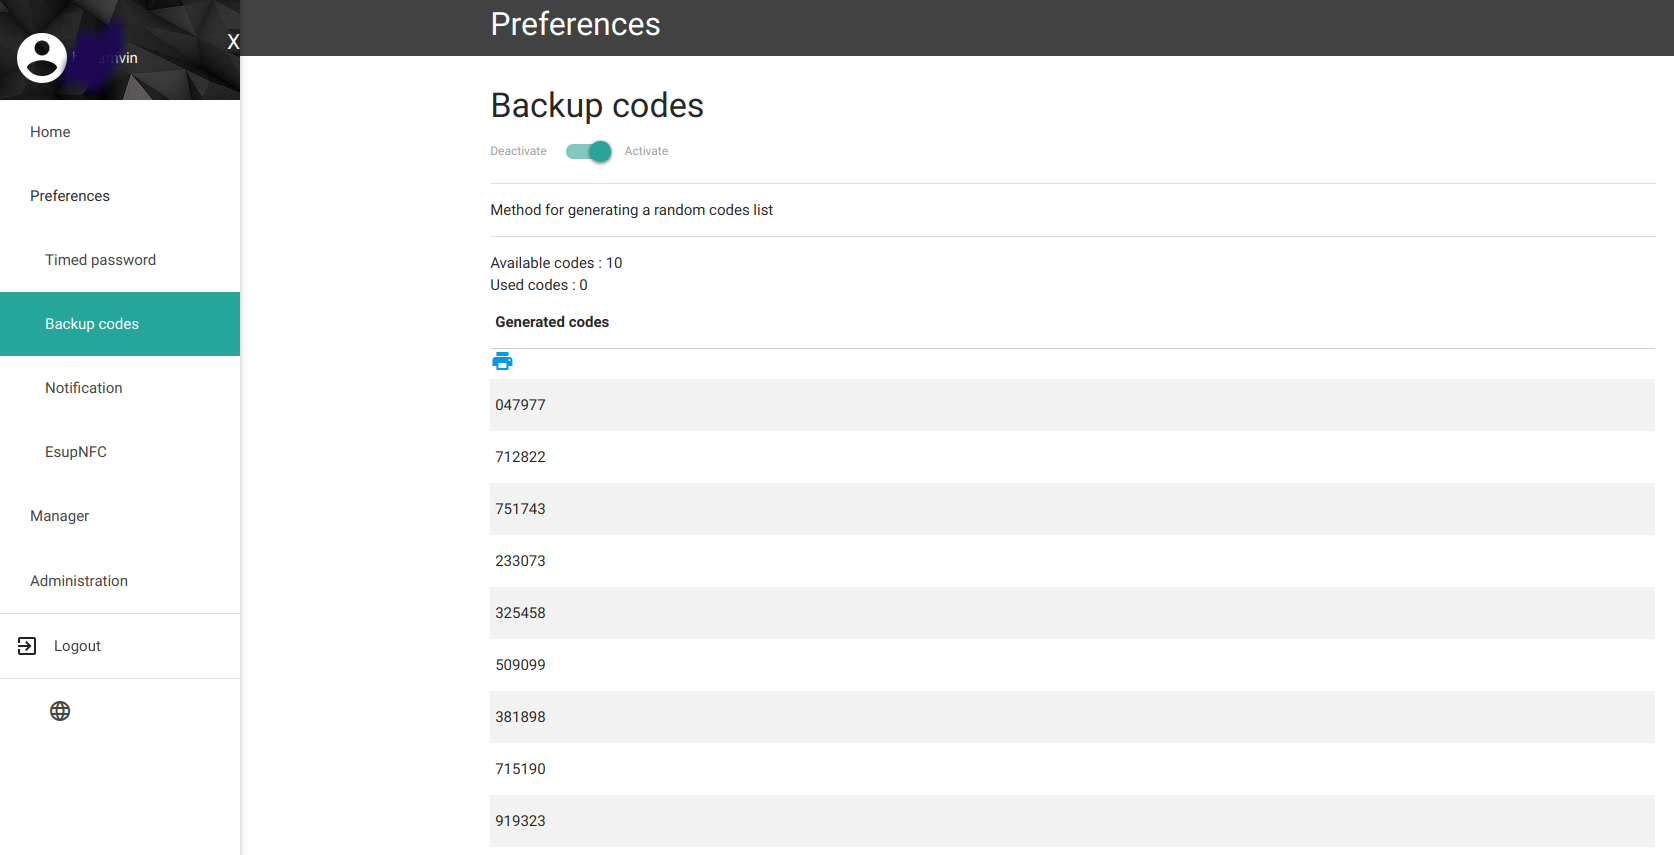 X
Home
Preferences
Timed password
Backup codes
Notification
EsupNFC
Manager
Administration
Logout
Preferences
Backup codes
Deactivate Activate
Method for generating a random codes list
Available codes : 10
Used codes : 0
Generated codes
047977
712822
751743
233073
325458
509099
381898
715190
919323